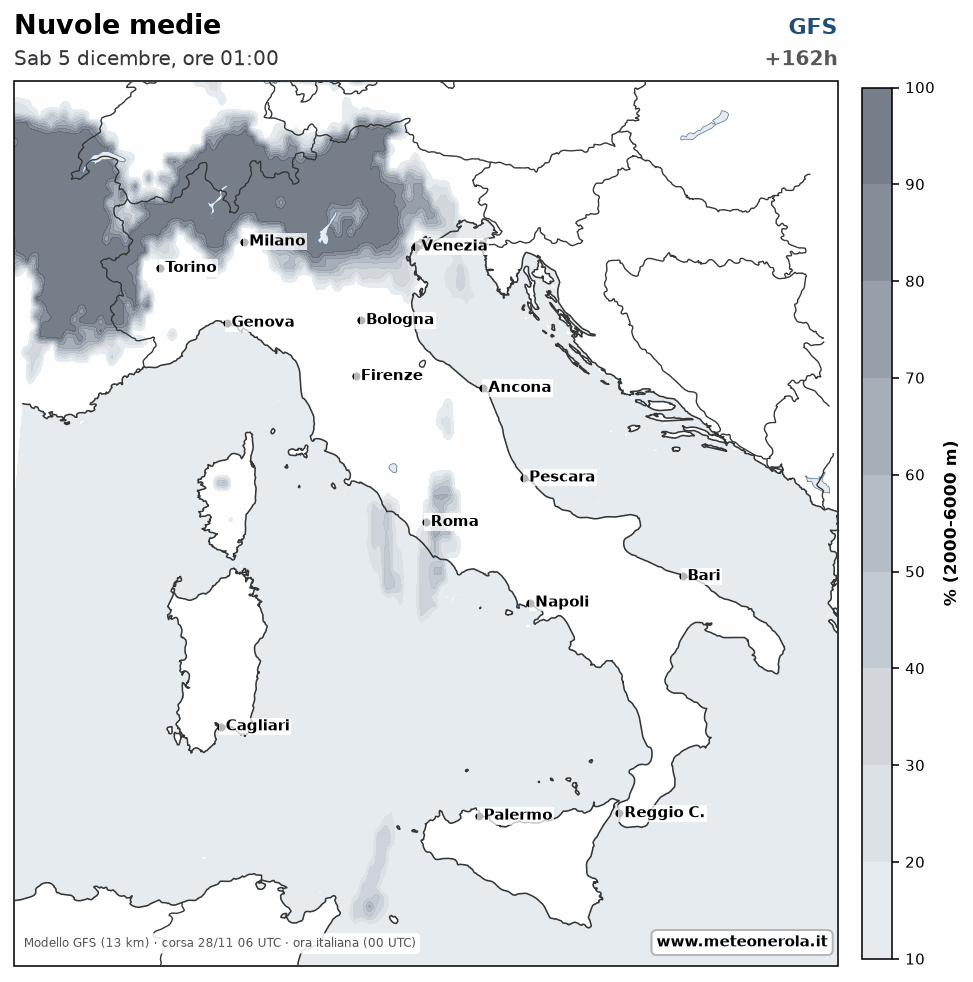 Nuvole medie
GFS
Sab 5 dicembre, ore 01:00
+162h
Milano
Venezia
Torino
Genova
Bologna
Firenze
Ancona
Pescara
Roma
Bari
Napoli
Cagliari
Palermo
Reggio C.
Modello GFS (13 km) · corsa 28/11 06 UTC · ora italiana (00 UTC)
www.meteonerola.it
100
90
80
70
60
50
40
30
20
10
% (2000-6000 m)